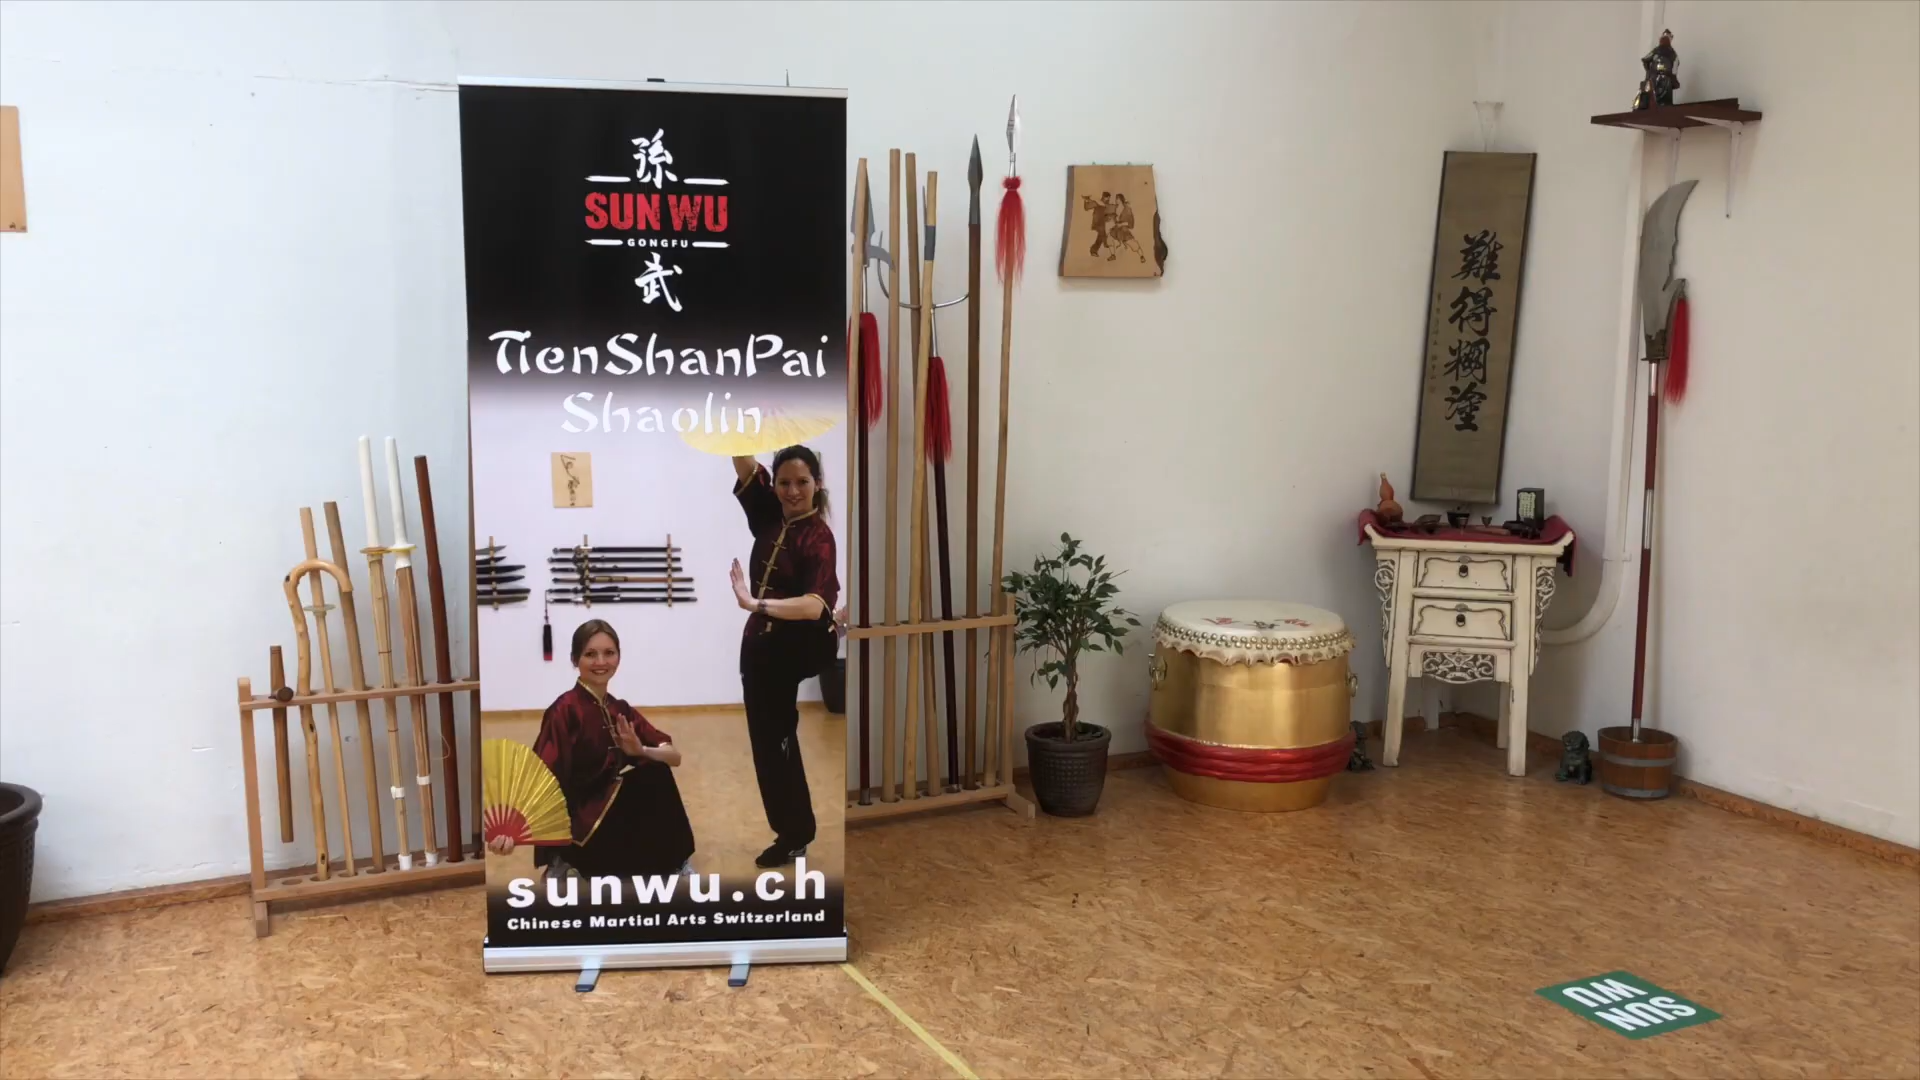 孫
SUN WU
GONGFU
武
TienShanPai
Shaolin
sunwu.ch
Chinese Martial Arts Switzerland
難得糊塗
SUN
WU